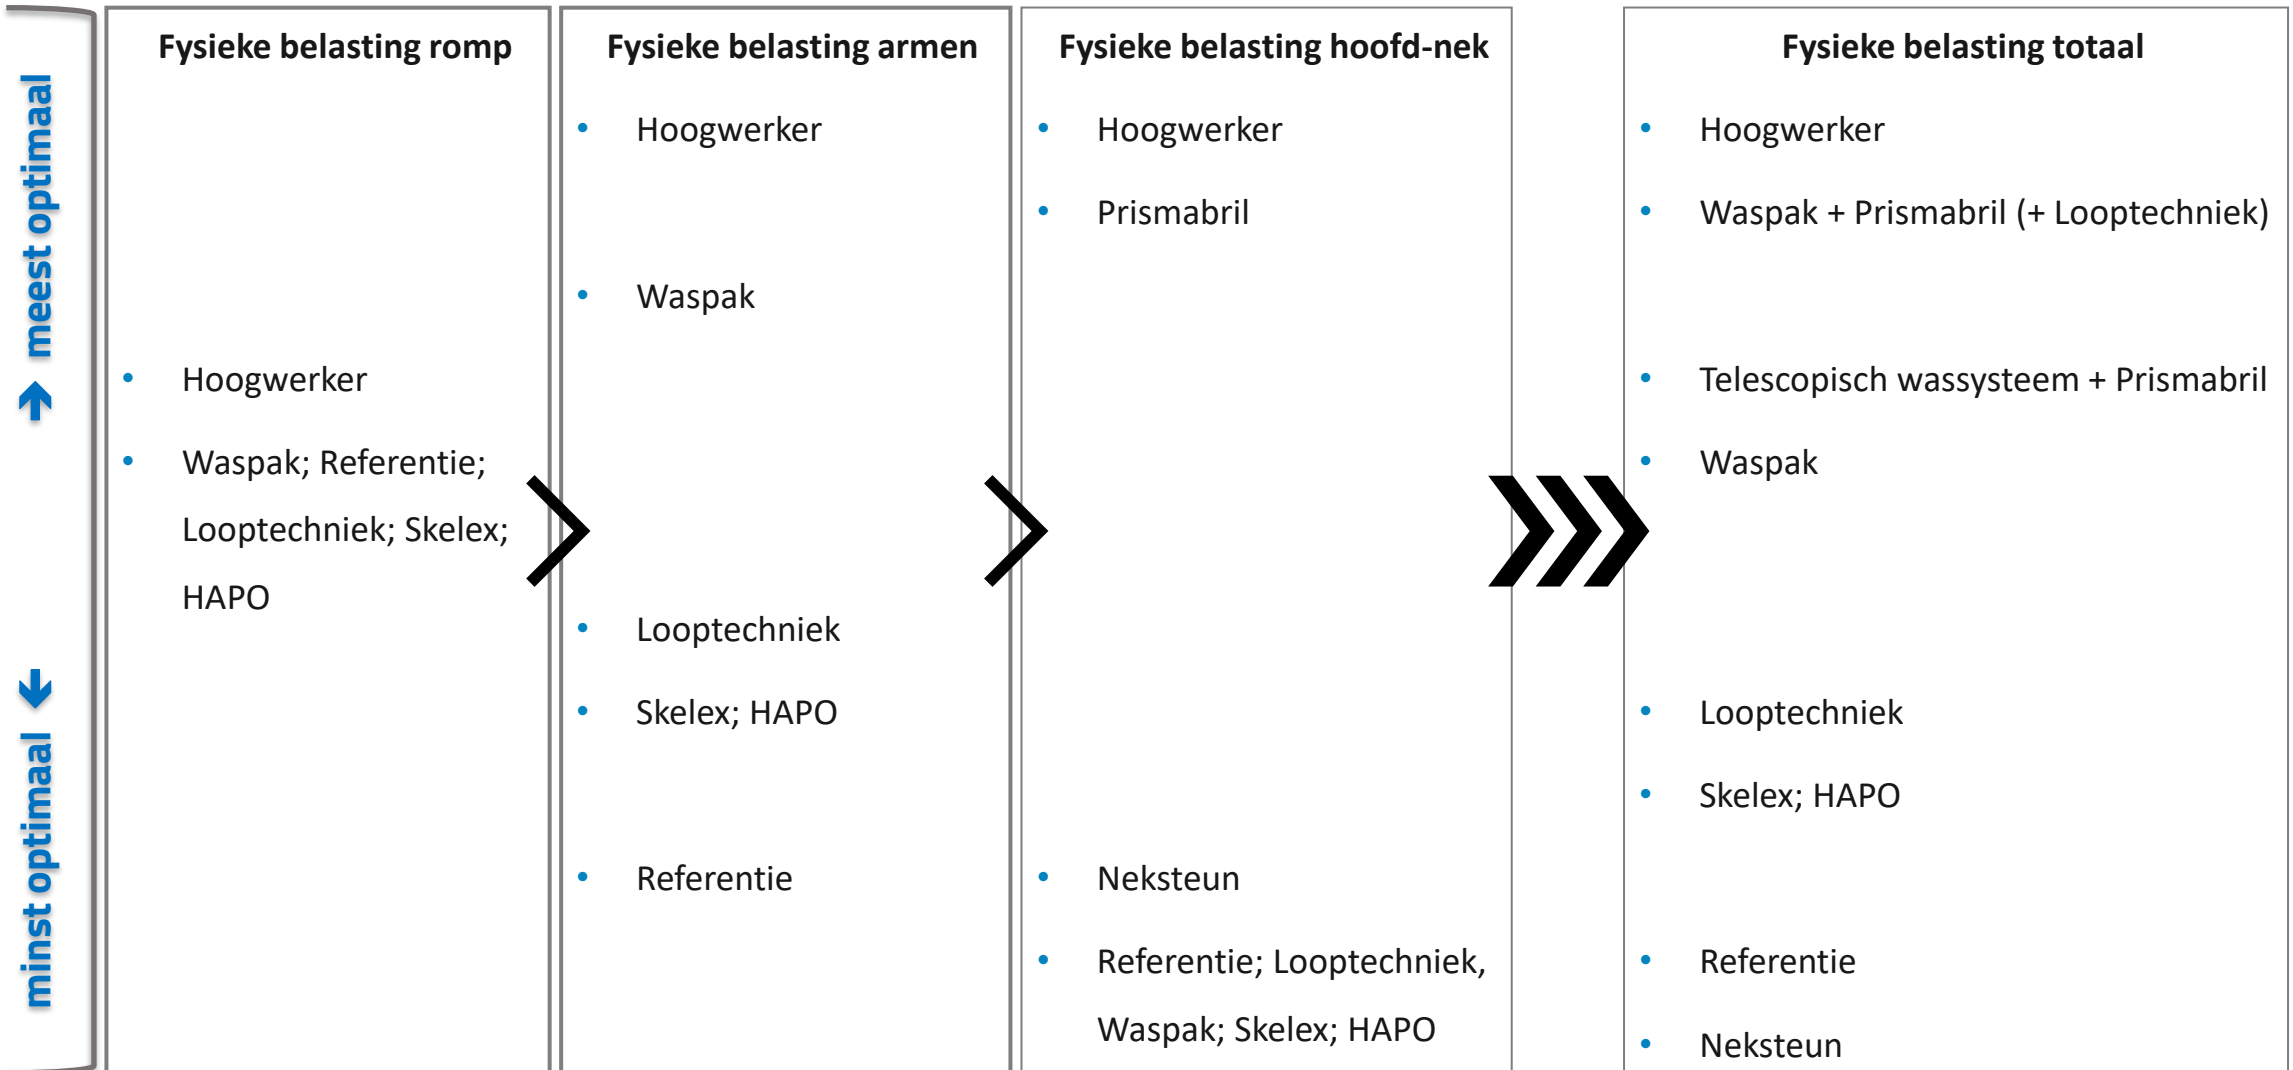 meest optimaal
minst optimaal
Fysieke belasting romp
• Hoogwerker
• Waspak; Referentie;
Looptechniek; Skelex;
HAPO
Fysieke belasting armen
• Hoogwerker
• Waspak
• Looptechniek
• Skelex; HAPO
• Referentie
Fysieke belasting hoofd-nek
• Hoogwerker
• Prismabril
• Neksteun
• Referentie; Looptechniek,
Waspak; Skelex; HAPO
Fysieke belasting totaal
• Hoogwerker
• Waspak + Prismabril (+ Looptechniek)
• Telescopisch wassysteem + Prismabril
• Waspak
• Looptechniek
• Skelex; HAPO
• Referentie
• Neksteun